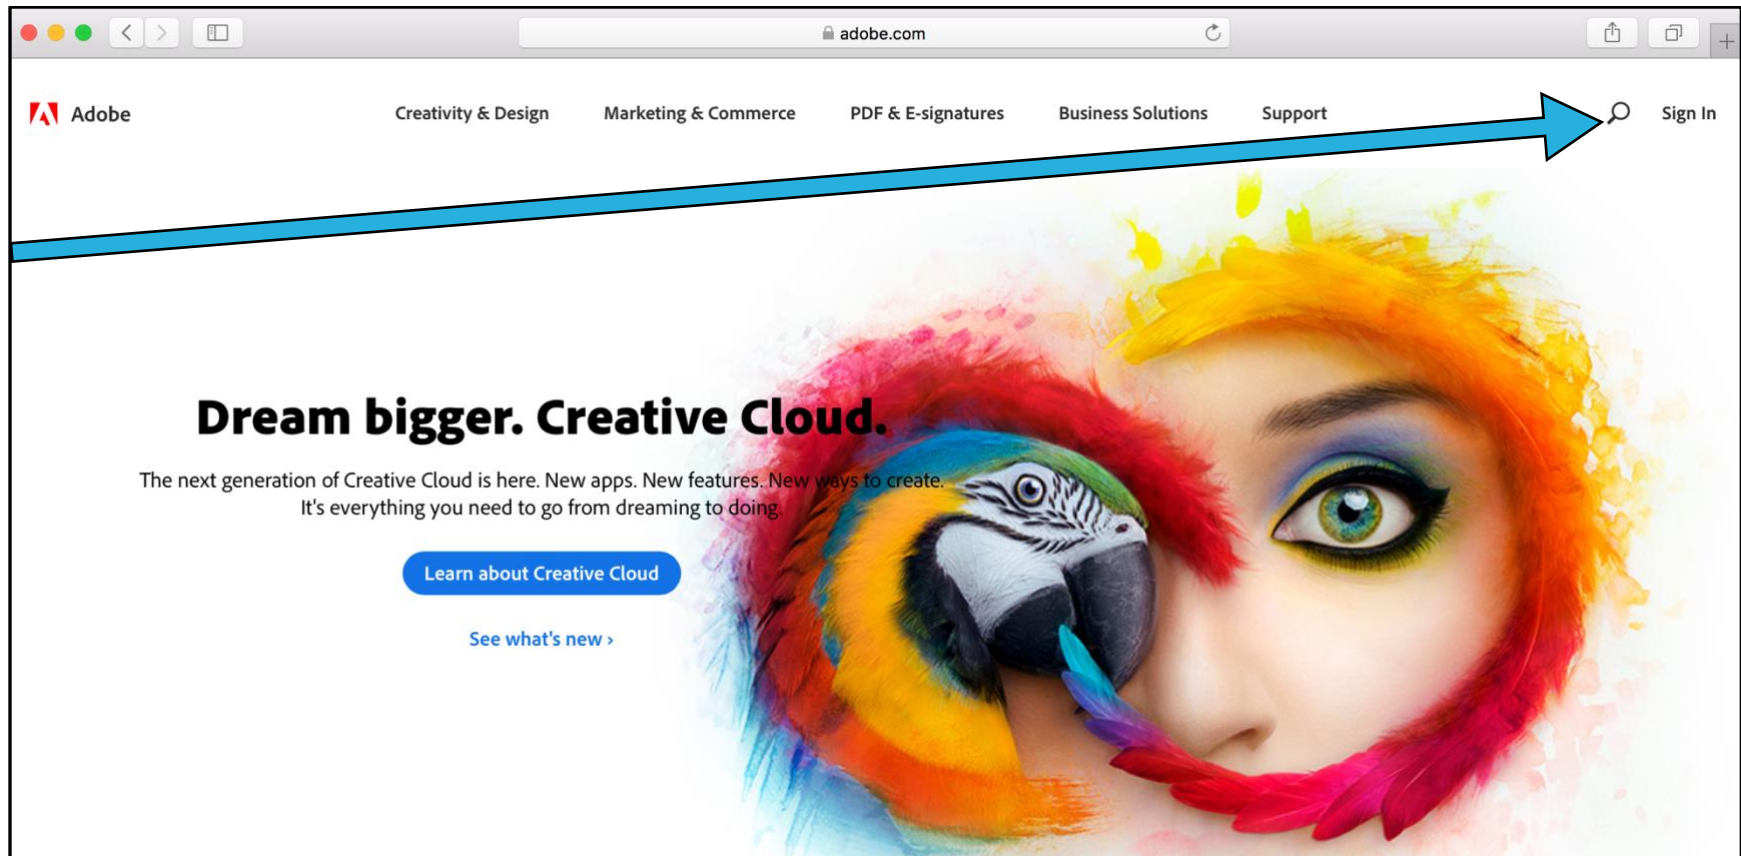 adobe.com
Adobe
Creativity & Design
Marketing & Commerce
PDF & E-signatures
Business Solutions
Support
Sign In
Dream bigger. Creative Cloud.
The next generation of Creative Cloud is here. New apps. New features. New ways to create.
It's everything you need to go from dreaming to doing.
Learn about Creative Cloud
See what's new ›